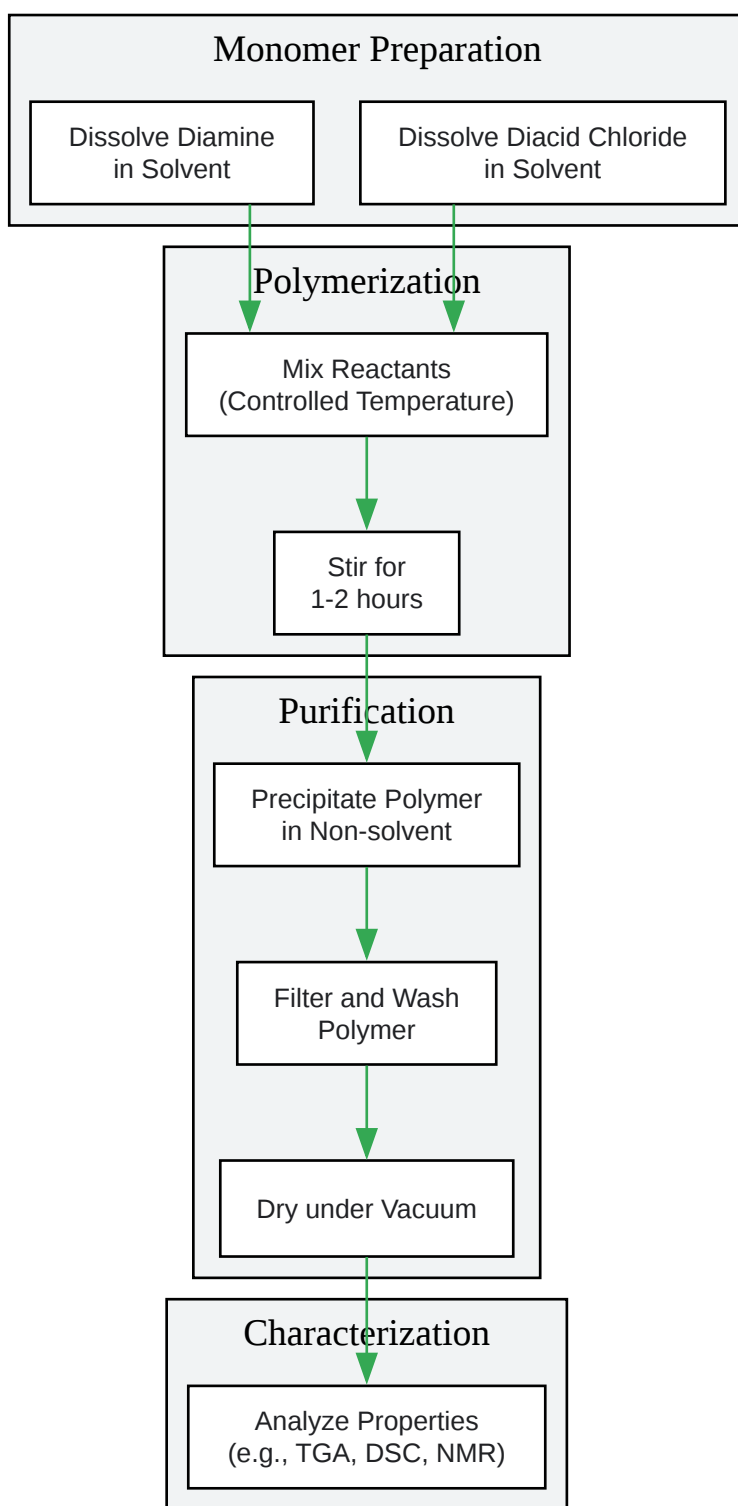 Monomer Preparation
Dissolve Diamine
in Solvent
Dissolve Diacid Chloride
in Solvent
Polymerization
Mix Reactants
(Controlled Temperature)
Stir for
1-2 hours
Purification
Precipitate Polymer
in Non-solvent
Filter and Wash
Polymer
Dry under Vacuum
Characterization
Analyze Properties
(e.g., TGA, DSC, NMR)